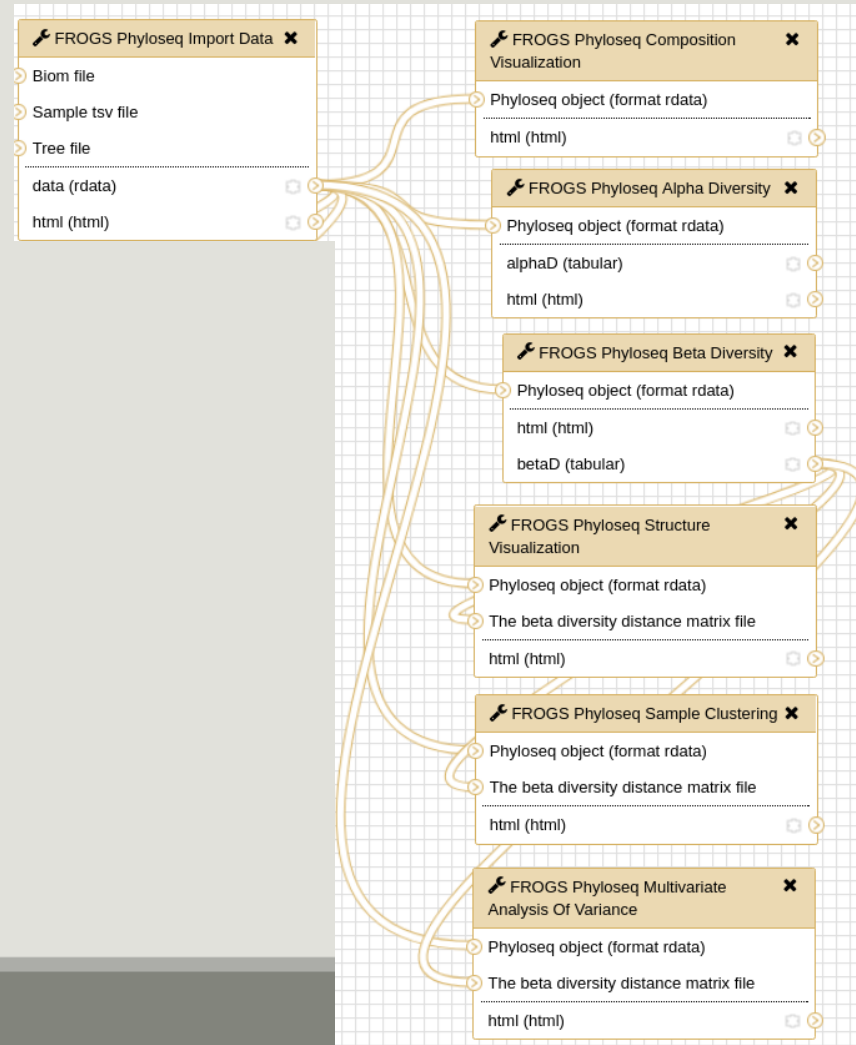 FROGS Phyloseq Import Data
Biom file
Sample tsv file
Tree file
data (rdata)
html (html)
FROGS Phyloseq Composition
Visualization
Phyloseq object (format rdata)
html (html)
FROGS Phyloseq Alpha Diversity
Phyloseq object (format rdata)
alphaD (tabular)
html (html)
FROGS Phyloseq Beta Diversity
Phyloseq object (format rdata)
html (html)
betaD (tabular)
FROGS Phyloseq Structure
Visualization
Phyloseq object (format rdata)
The beta diversity distance matrix file
html (html)
FROGS Phyloseq Sample Clustering
Phyloseq object (format rdata)
The beta diversity distance matrix file
html (html)
FROGS Phyloseq Multivariate
Analysis Of Variance
Phyloseq object (format rdata)
The beta diversity distance matrix file
html (html)